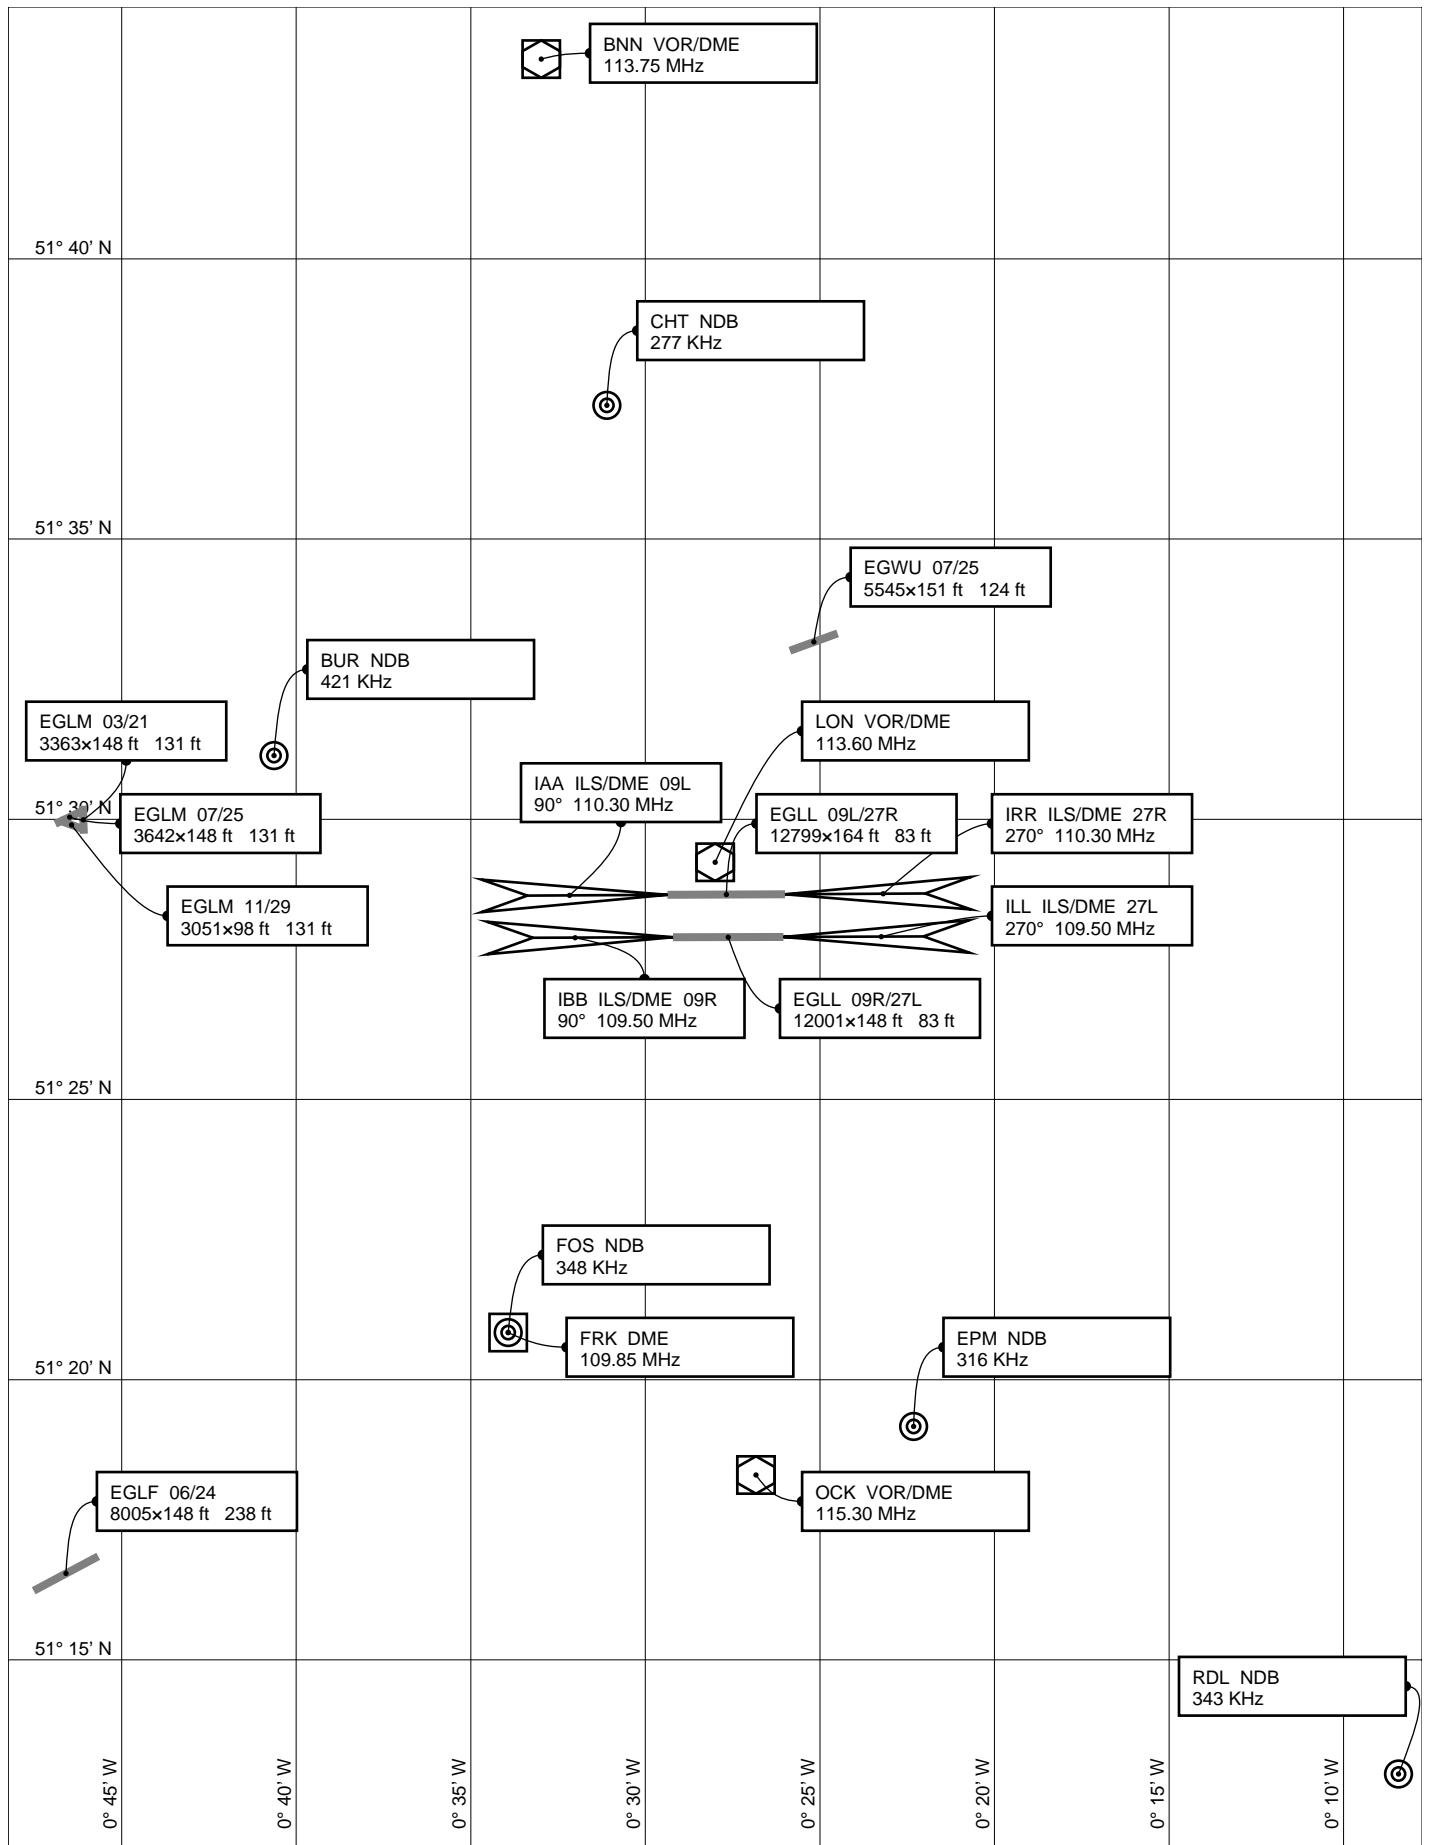 BNN VOR/DME
113.75 MHz
51° 40' N
CHT NDB
277 KHz
51° 35' N
EGWU 07/25
5545×151 ft 124 ft
BUR NDB
421 KHz
EGLM 03/21
3363×148 ft 131 ft
LON VOR/DME
113.60 MHz
IAA ILS/DME 09L
90° 110.30 MHz
51° 30' N
EGLM 07/25
3642×148 ft 131 ft
EGLL 09L/27R
12799×164 ft 83 ft
IRR ILS/DME 27R
270° 110.30 MHz
EGLM 11/29
3051×98 ft 131 ft
ILL ILS/DME 27L
270° 109.50 MHz
IBB ILS/DME 09R
90° 109.50 MHz
EGLL 09R/27L
12001×148 ft 83 ft
51° 25' N
FOS NDB
348 KHz
FRK DME
109.85 MHz
EPM NDB
316 KHz
51° 20' N
EGLF 06/24
8005×148 ft 238 ft
OCK VOR/DME
115.30 MHz
51° 15' N
RDL NDB
343 KHz
0° 45' W
0° 40' W
0° 35' W
0° 30' W
0° 25' W
0° 20' W
0° 15' W
0° 10' W